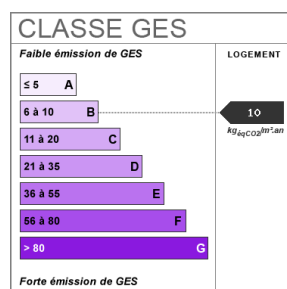 CLASSE GES
Faible émission de GES
LOGEMENT
≤ 5 A
6 à 10 B
10
kgéqCO2/m².an
11 à 20 C
21 à 35 D
36 à 55 E
56 à 80 F
> 80 G
Forte émission de GES